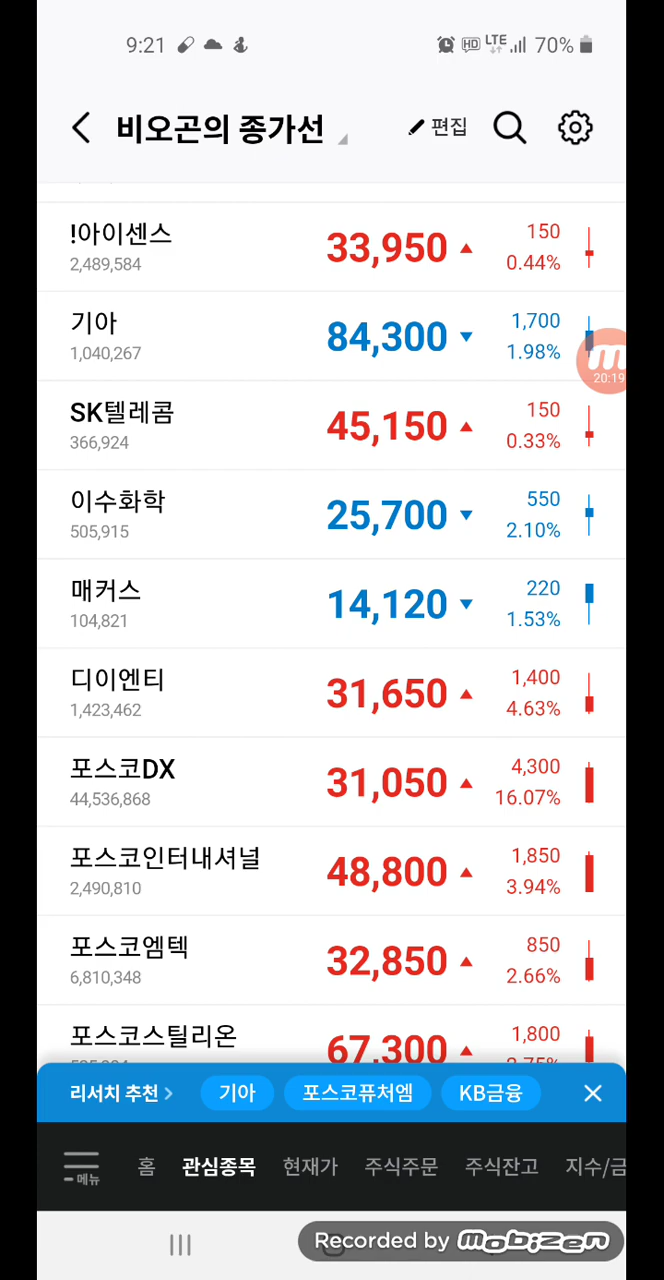 9:21 HD LTE 70%
비오곤의 종가선 편집
!아이센스 33,950 ▲ 150
2,489,584 0.44%
기아 84,300 ▼ 1,700
1,040,267 1.98%
m
20:19
SK텔레콤 45,150 ▲ 150
366,924 0.33%
이수화학 25,700 ▼ 550
505,915 2.10%
매커스 14,120 ▼ 220
104,821 1.53%
디이엔티 31,650 ▲ 1,400
1,423,462 4.63%
포스코DX 31,050 ▲ 4,300
44,536,868 16.07%
포스코인터내셔널 48,800 ▲ 1,850
2,490,810 3.94%
포스코엠텍 32,850 ▲ 850
6,810,348 2.66%
포스코스틸리온 67,300 ▲ 1,800
리서치 추천 > 기아 포스코퓨처엠 KB금융 ×
메뉴 홈 관심종목 현재가 주식주문 주식잔고 지수/금
Recorded by mobizen